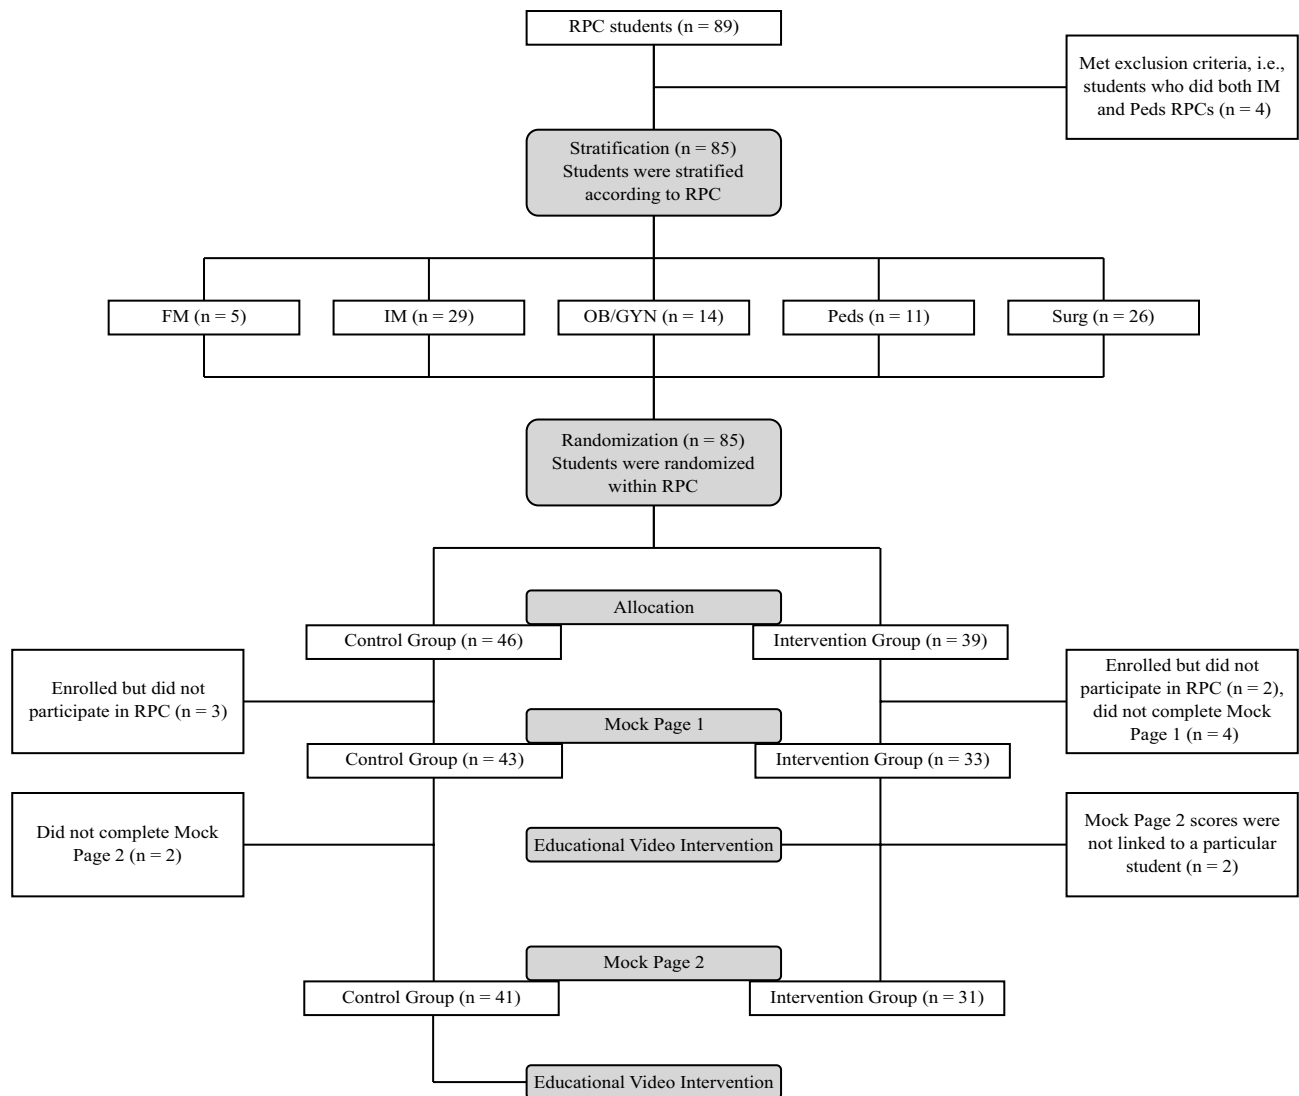 RPC students (n = 89)
Met exclusion criteria, i.e.,
students who did both IM
and Peds RPCs (n = 4)
Stratification (n = 85)
Students were stratified
according to RPC
FM (n = 5)
IM (n = 29)
OB/GYN (n = 14)
Peds (n = 11)
Surg (n = 26)
Randomization (n = 85)
Students were randomized
within RPC
Allocation
Control Group (n = 46)
Intervention Group (n = 39)
Enrolled but did not
participate in RPC (n = 3)
Enrolled but did not
participate in RPC (n = 2),
did not complete Mock
Page 1 (n = 4)
Mock Page 1
Control Group (n = 43)
Intervention Group (n = 33)
Did not complete Mock
Page 2 (n = 2)
Educational Video Intervention
Mock Page 2 scores were
not linked to a particular
student (n = 2)
Mock Page 2
Control Group (n = 41)
Intervention Group (n = 31)
Educational Video Intervention